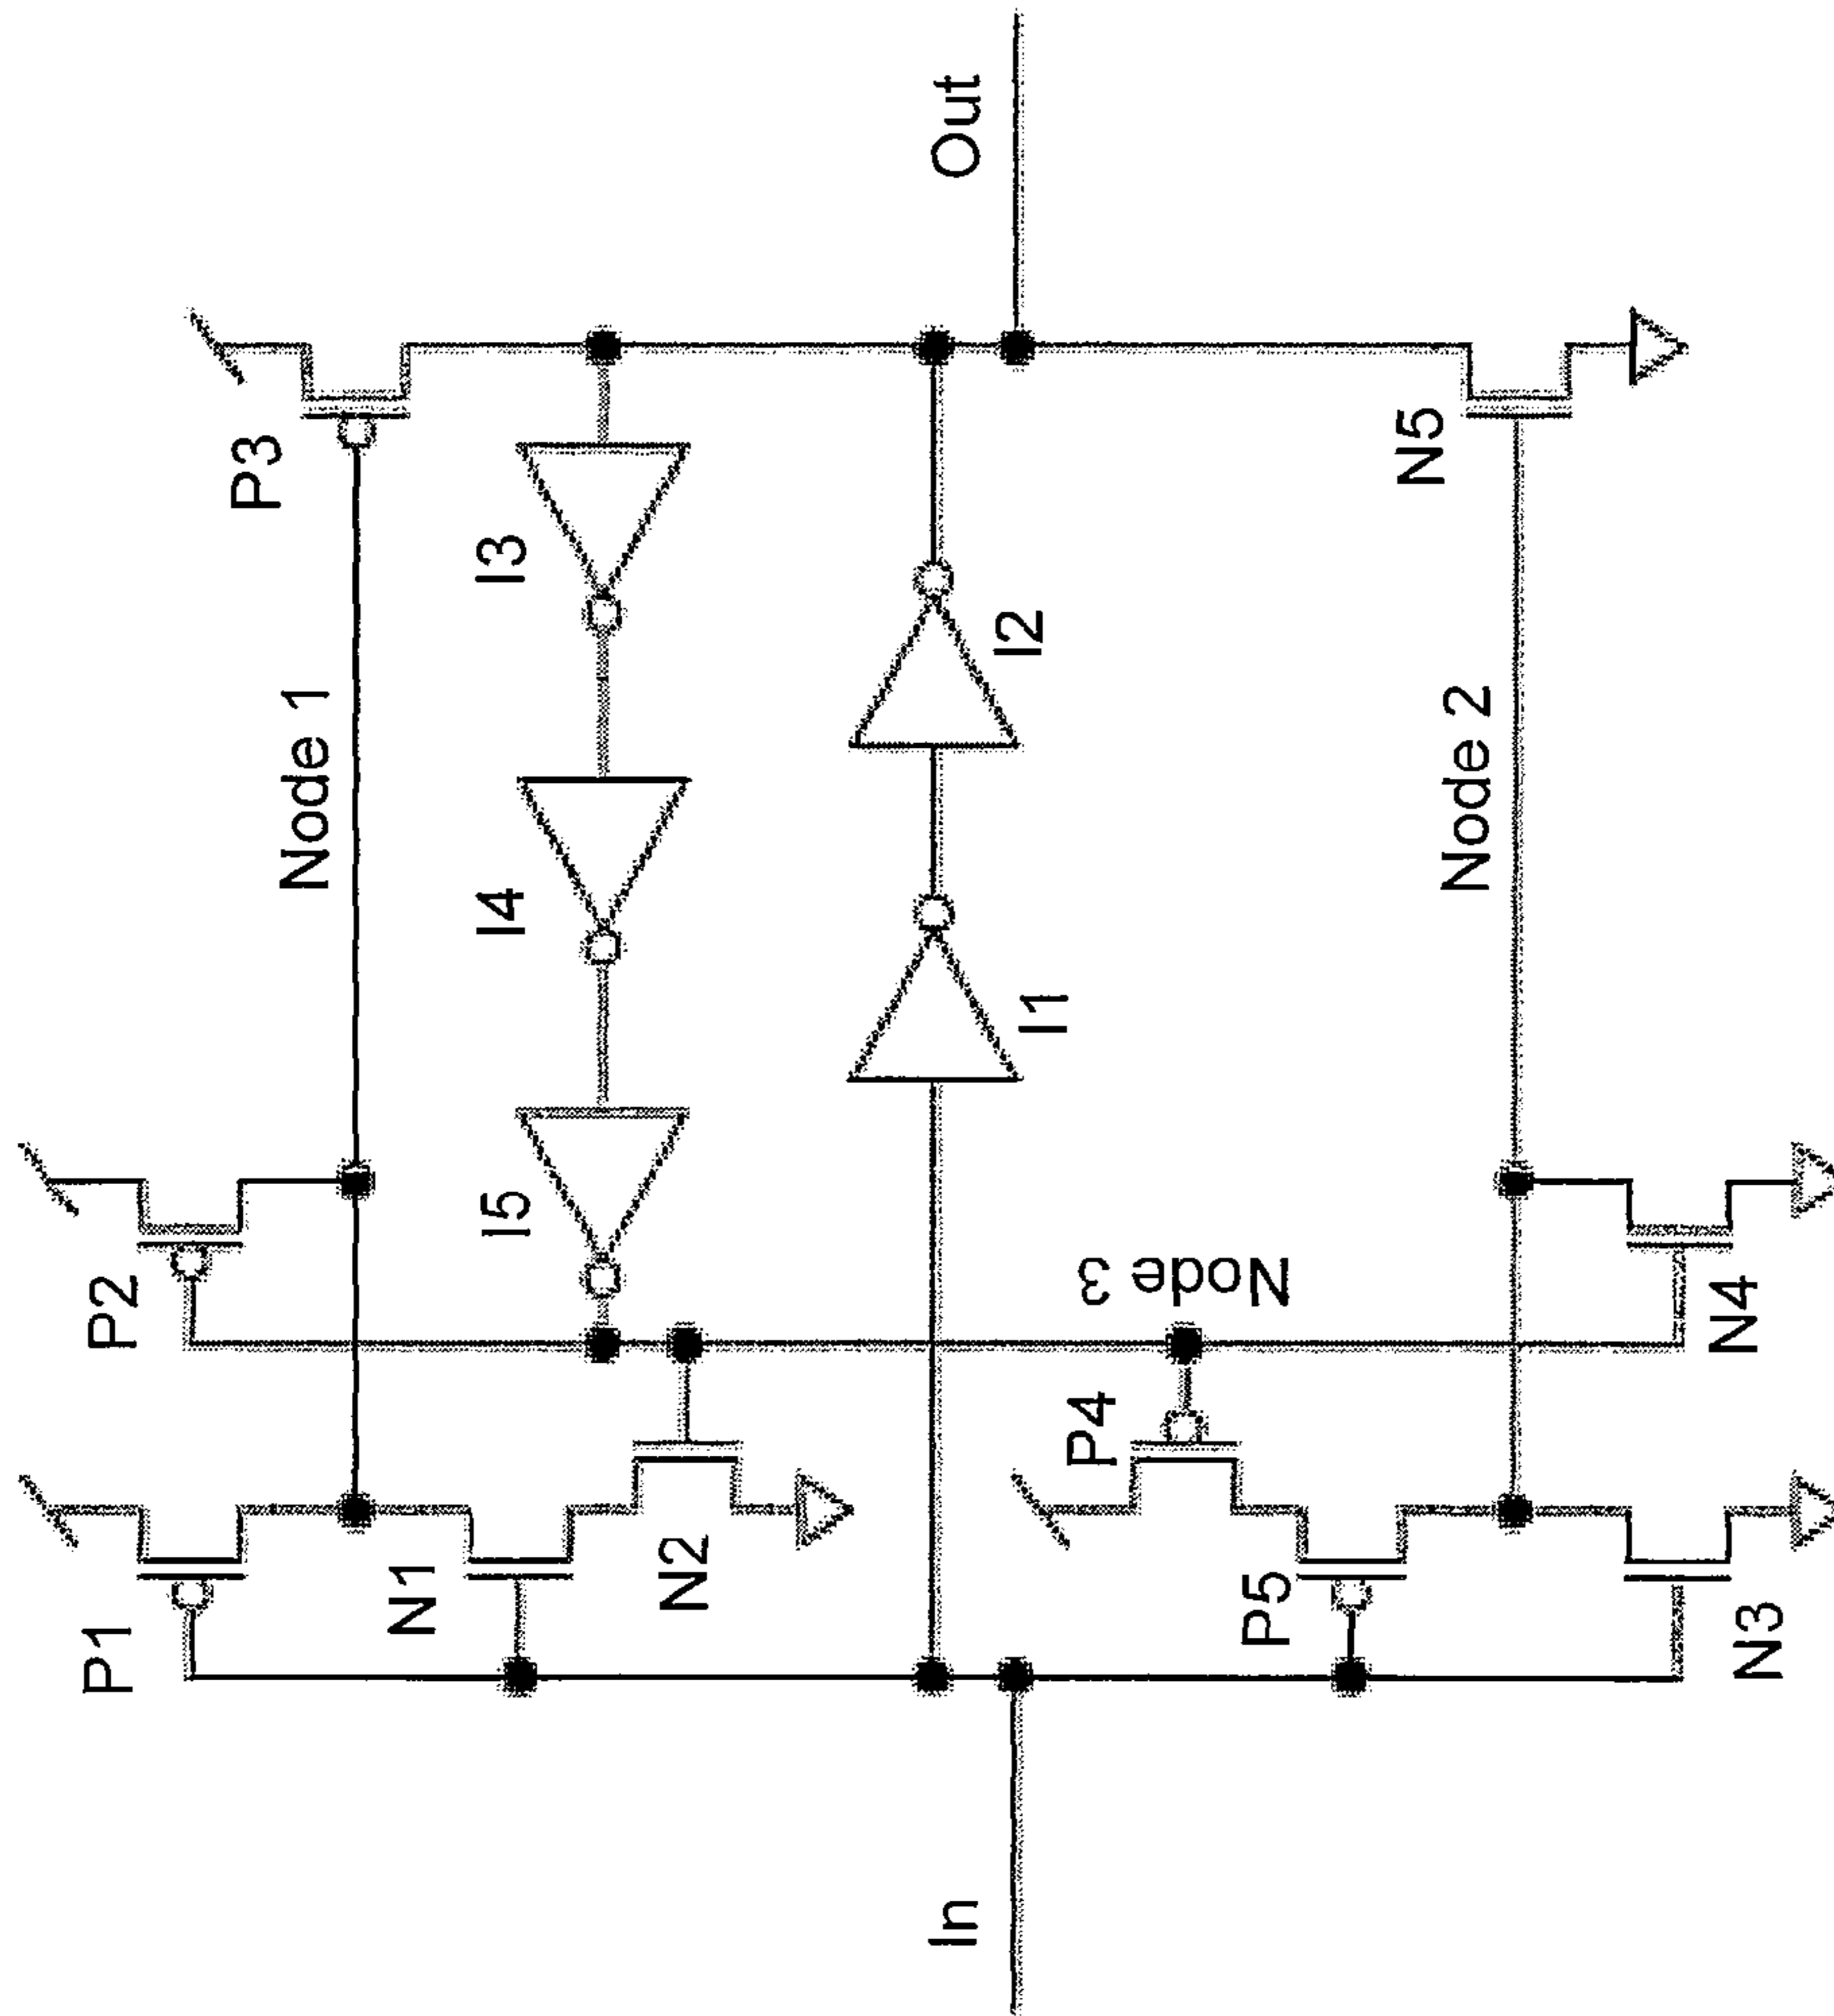 P1
P2
P3
Node 1
N1
I5
I4
I3
N2
In
Out
I1
I2
Node 3
P4
P5
N3
N4
Node 2
N5